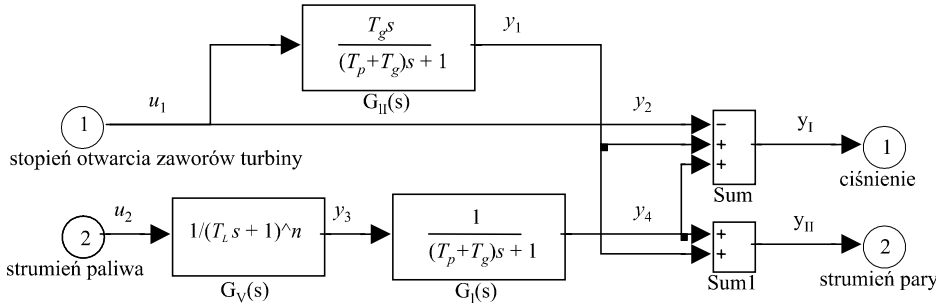 T_g s
(T_p+T_g)s + 1
G_II(s)
y_1
u_1
y_2
1
stopień otwarcia zaworów turbiny
−
+
+
Sum
y_I
1
ciśnienie
u_2
2
strumień paliwa
1/(T_L s + 1)^n
G_V(s)
y_3
1
(T_p+T_g)s + 1
G_I(s)
y_4
+
+
Sum1
y_II
2
strumień pary